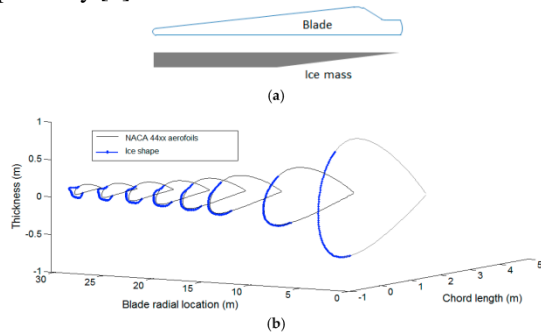 Blade
Ice mass
(a)
NACA 44xx aerofoils
Ice shape
Thickness (m)
1
0.5
0
-0.5
-1
30
25
20
15
10
5
0
Blade radial location (m)
-1
0
1
2
3
4
5
Chord length (m)
(b)